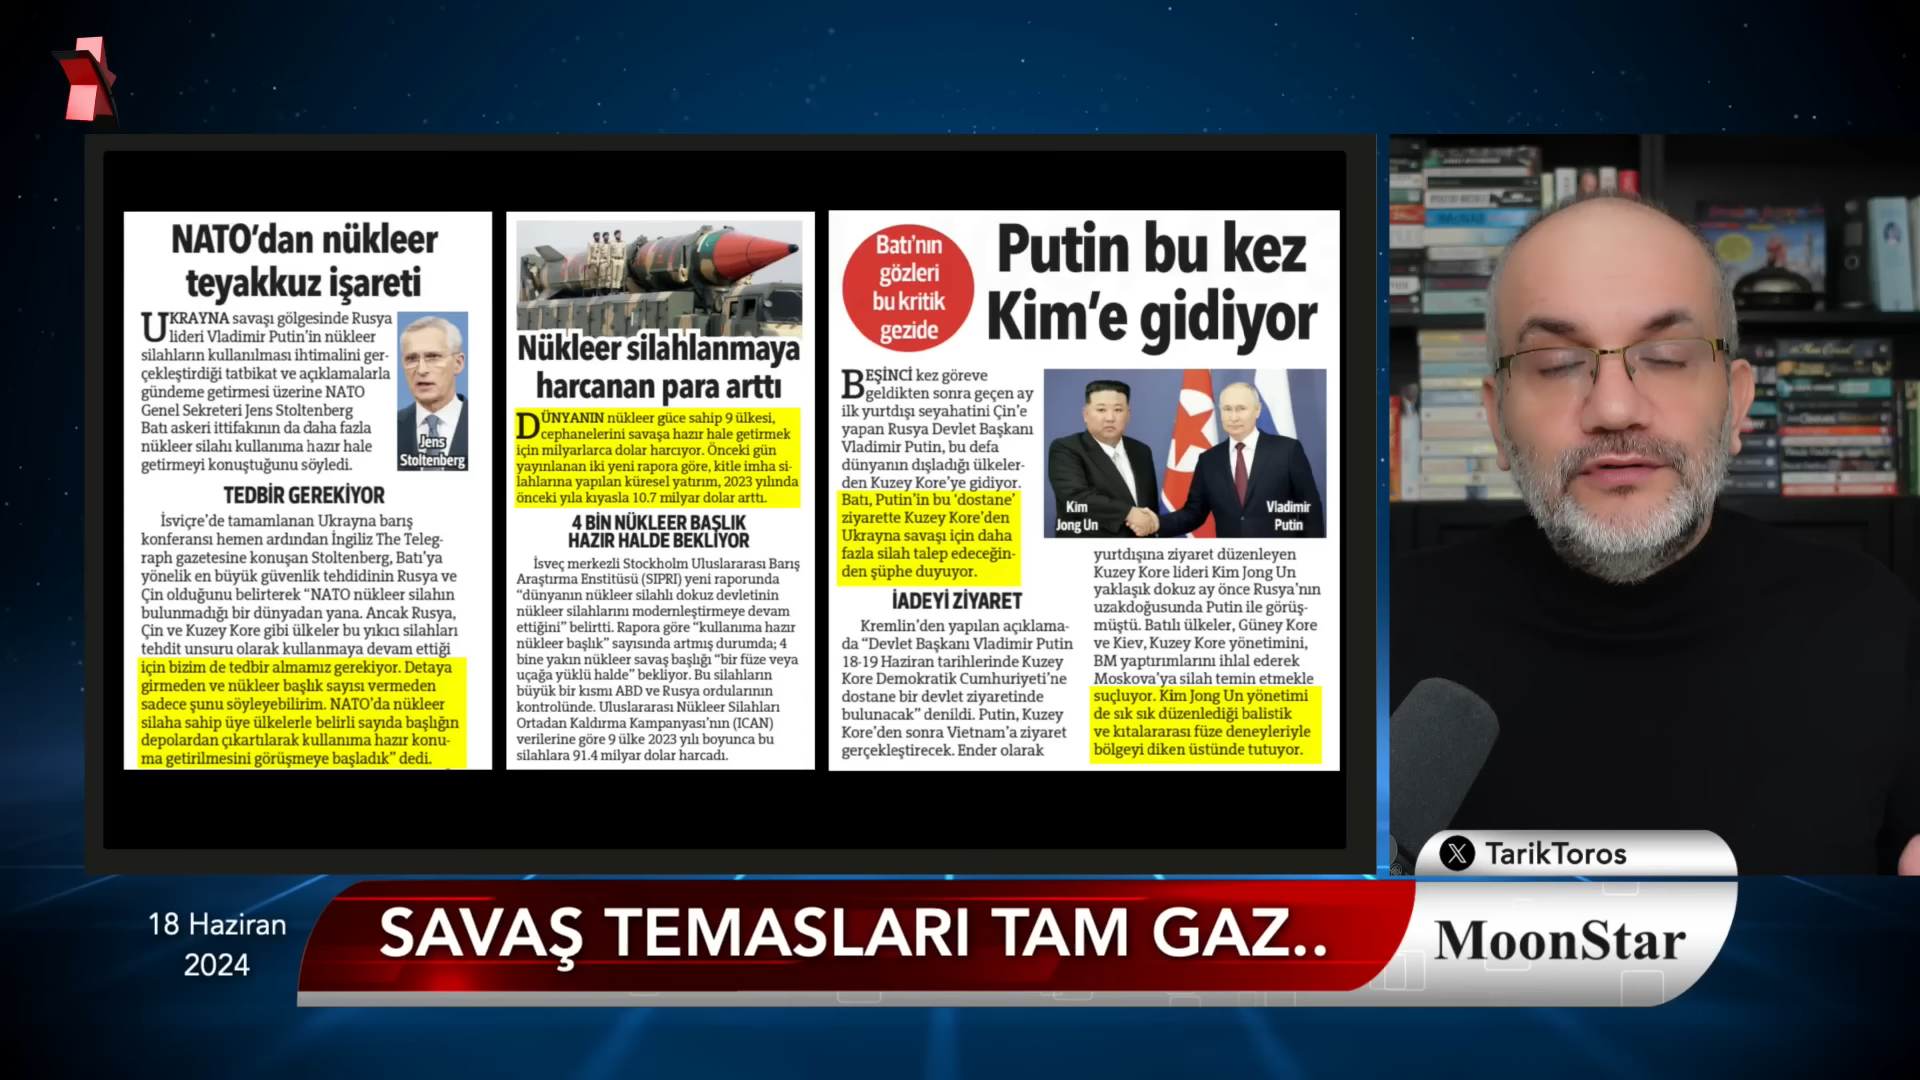 NATO’dan nükleer
teyakkuz işareti
UKRAYNA savaşı gölgesinde Rusya
lideri Vladimir Putin’in nükleer
silahların kullanılması ihtimalini ger-
çekleştirdiği tatbikat ve açıklamalarla
gündeme getirmesi üzerine NATO
Genel Sekreteri Jens Stoltenberg
Batı askeri ittifakının da daha fazla
nükleer silahı kullanıma hazır hale
getirmeyi konuştuğunu söyledi.
Jens
Stoltenberg
TEDBİR GEREKİYOR
İsviçre’de tamamlanan Ukrayna barış
konferansı hemen ardından İngiliz The Teleg-
raph gazetesine konuşan Stoltenberg, Batı’ya
yönelik en büyük güvenlik tehdidinin Rusya ve
Çin olduğunu belirterek “NATO nükleer silahın
bulunmadığı bir dünyadan yana. Ancak Rusya,
Çin ve Kuzey Kore gibi ülkeler bu yıkıcı silahları
tehdit unsuru olarak kullanmaya devam ettiği
için bizim de tedbir almamız gerekiyor. Detaya
girmeden ve nükleer başlık sayısı vermeden
sadece şunu söyleyebilirim. NATO’da nükleer
silaha sahip üye ülkelerle belirli sayıda başlığın
depolardan çıkartılarak kullanıma hazır konu-
ma getirilmesini görüşmeye başladık” dedi.
Nükleer silahlanmaya
harcanan para arttı
DÜNYANIN nükleer güce sahip 9 ülkesi,
cephanelerini savaşa hazır hale getirmek
için milyarlarca dolar harcıyor. Önceki gün
yayınlanan iki yeni rapora göre, kitle imha si-
lahlarına yapılan küresel yatırım, 2023 yılında
önceki yıla kıyasla 10.7 milyar dolar arttı.
4 BİN NÜKLEER BAŞLIK
HAZIR HALDE BEKLİYOR
İsveç merkezli Stockholm Uluslararası Barış
Araştırma Enstitüsü (SIPRI) yeni raporunda
“dünyanın nükleer silahlı dokuz devletinin
nükleer silahlarını modernleştirmeye devam
ettiğini” belirtti. Rapora göre “kullanıma hazır
nükleer başlık” sayısında artmış durumda; 4
bine yakın nükleer savaş başlığı “bir füze veya
uçağa yüklü halde” bekliyor. Bu silahların
büyük bir kısmı ABD ve Rusya ordularının
kontrolünde. Uluslararası Nükleer Silahları
Ortadan Kaldırma Kampanyası’nın (ICAN)
verilerine göre 9 ülke 2023 yılı boyunca bu
silahlara 91.4 milyar dolar harcadı.
Batı’nın
gözleri
bu kritik
gezide
Putin bu kez
Kim’e gidiyor
BEŞİNCİ kez göreve
geldikten sonra geçen ay
ilk yurtdışı seyahatini Çin’e
yapan Rusya Devlet Başkanı
Vladimir Putin, bu defa
dünyanın dışladığı ülkeler-
den Kuzey Kore’ye gidiyor.
Batı, Putin’in bu ‘dostane’
ziyarette Kuzey Kore’den
Ukrayna savaşı için daha
fazla silah talep edeceğin-
den şüphe duyuyor.
Kim
Jong Un
Vladimir
Putin
İADEYİ ZİYARET
Kremlin’den yapılan açıklama-
da “Devlet Başkanı Vladimir Putin
18-19 Haziran tarihlerinde Kuzey
Kore Demokratik Cumhuriyeti’ne
dostane bir devlet ziyaretinde
bulunacak” denildi. Putin, Kuzey
Kore’den sonra Vietnam’a ziyaret
gerçekleştirecek. Ender olarak
yurtdışına ziyaret düzenleyen
Kuzey Kore lideri Kim Jong Un
yaklaşık dokuz ay önce Rusya’nın
uzakdoğusunda Putin ile görüş-
müştü. Batılı ülkeler, Güney Kore
ve Kiev, Kuzey Kore yönetimini,
BM yaptırımlarını ihlal ederek
Moskova’ya silah temin etmekle
suçluyor. Kim Jong Un yönetimi
de sık sık düzenlediği balistik
ve kıtalararası füze deneyleriyle
bölgeyi diken üstünde tutuyor.
TarikToros
18 Haziran
2024
SAVAŞ TEMASLARI TAM GAZ..
MoonStar